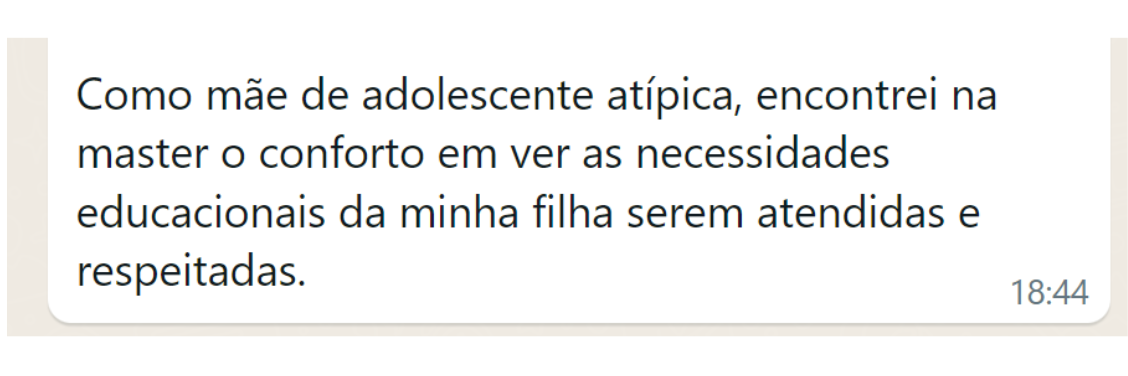 Como mãe de adolescente atípica, encontrei na
master o conforto em ver as necessidades
educacionais da minha filha serem atendidas e
respeitadas.
18:44